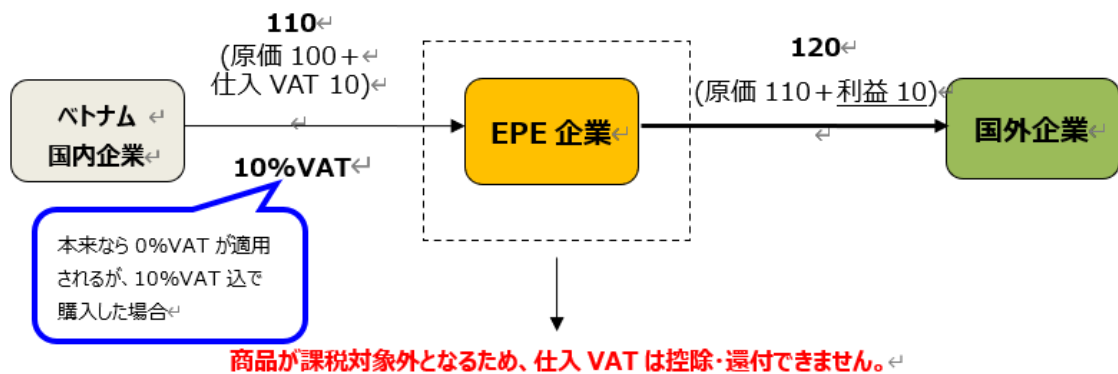 110↵
(原価 100＋↵
仕入 VAT 10)↵
↵
120↵
(原価 110＋利益 10)↵
↵
ベトナム ↵
国内企業↵
EPE 企業↵
国外企業↵
10%VAT↵
本来なら 0%VAT が適用
されるが、10%VAT 込で
購入した場合↵
商品が課税対象外となるため、仕入 VAT は控除・還付できません。↵